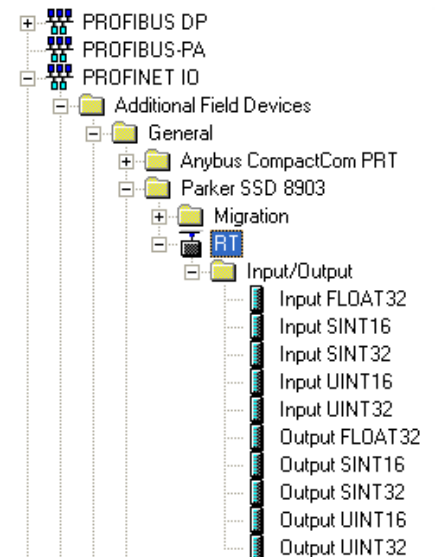 PROFIBUS DP
PROFIBUS-PA
PROFINET IO
Additional Field Devices
General
Anybus CompactCom PRT
Parker SSD 8903
Migration
RT
Input/Output
Input FLOAT32
Input SINT16
Input SINT32
Input UINT16
Input UINT32
Output FLOAT32
Output SINT16
Output SINT32
Output UINT16
Output UINT32